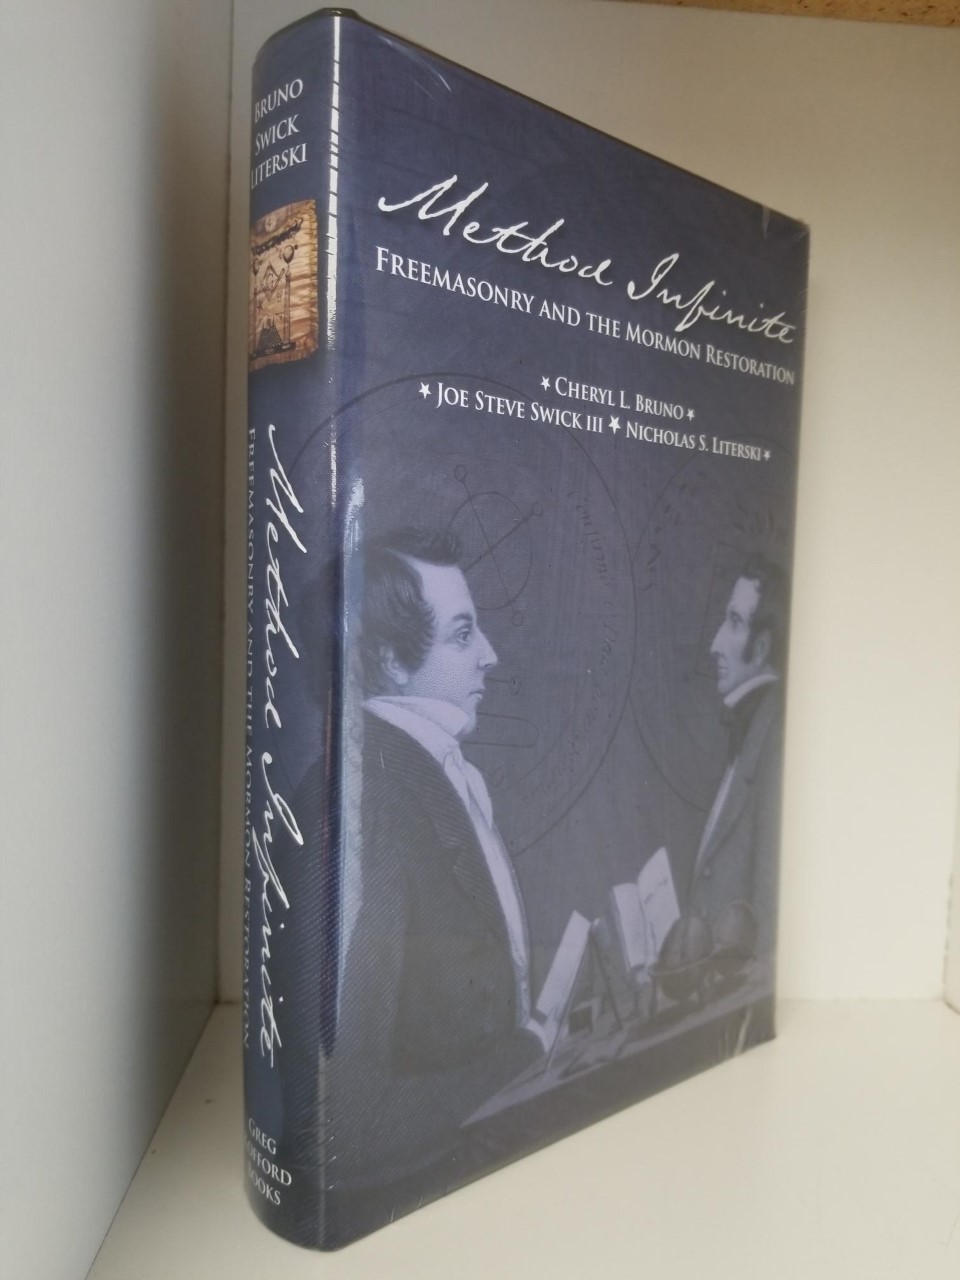 BRUNO
SWICK
LITERSKI
Method Infinite
FREEMASONRY AND THE MORMON RESTORATION
GREG
KOFFORD
BOOKS
Method Infinite
FREEMASONRY AND THE MORMON RESTORATION
★ CHERYL L. BRUNO ★
★ JOE STEVE SWICK III ★ NICHOLAS S. LITERSKI ★